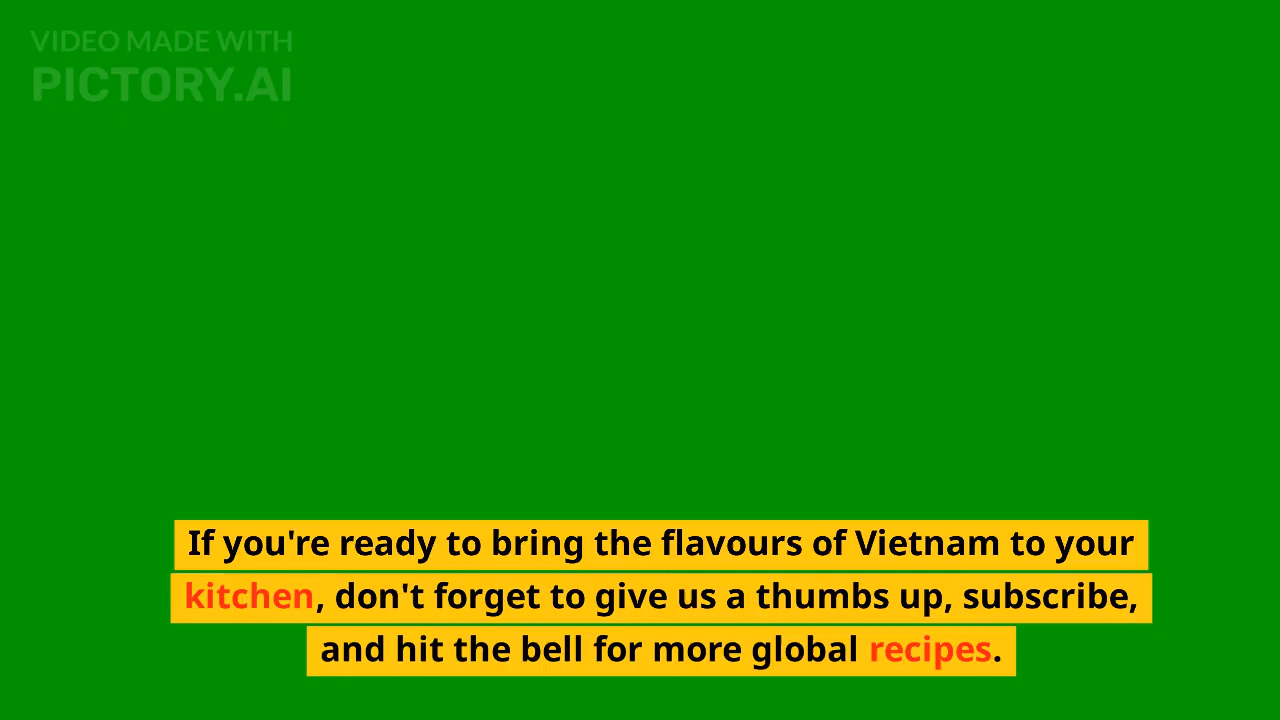 VIDEO MADE WITH
PICTORY.AI
If you're ready to bring the flavours of Vietnam to your
kitchen, don't forget to give us a thumbs up, subscribe,
and hit the bell for more global recipes.